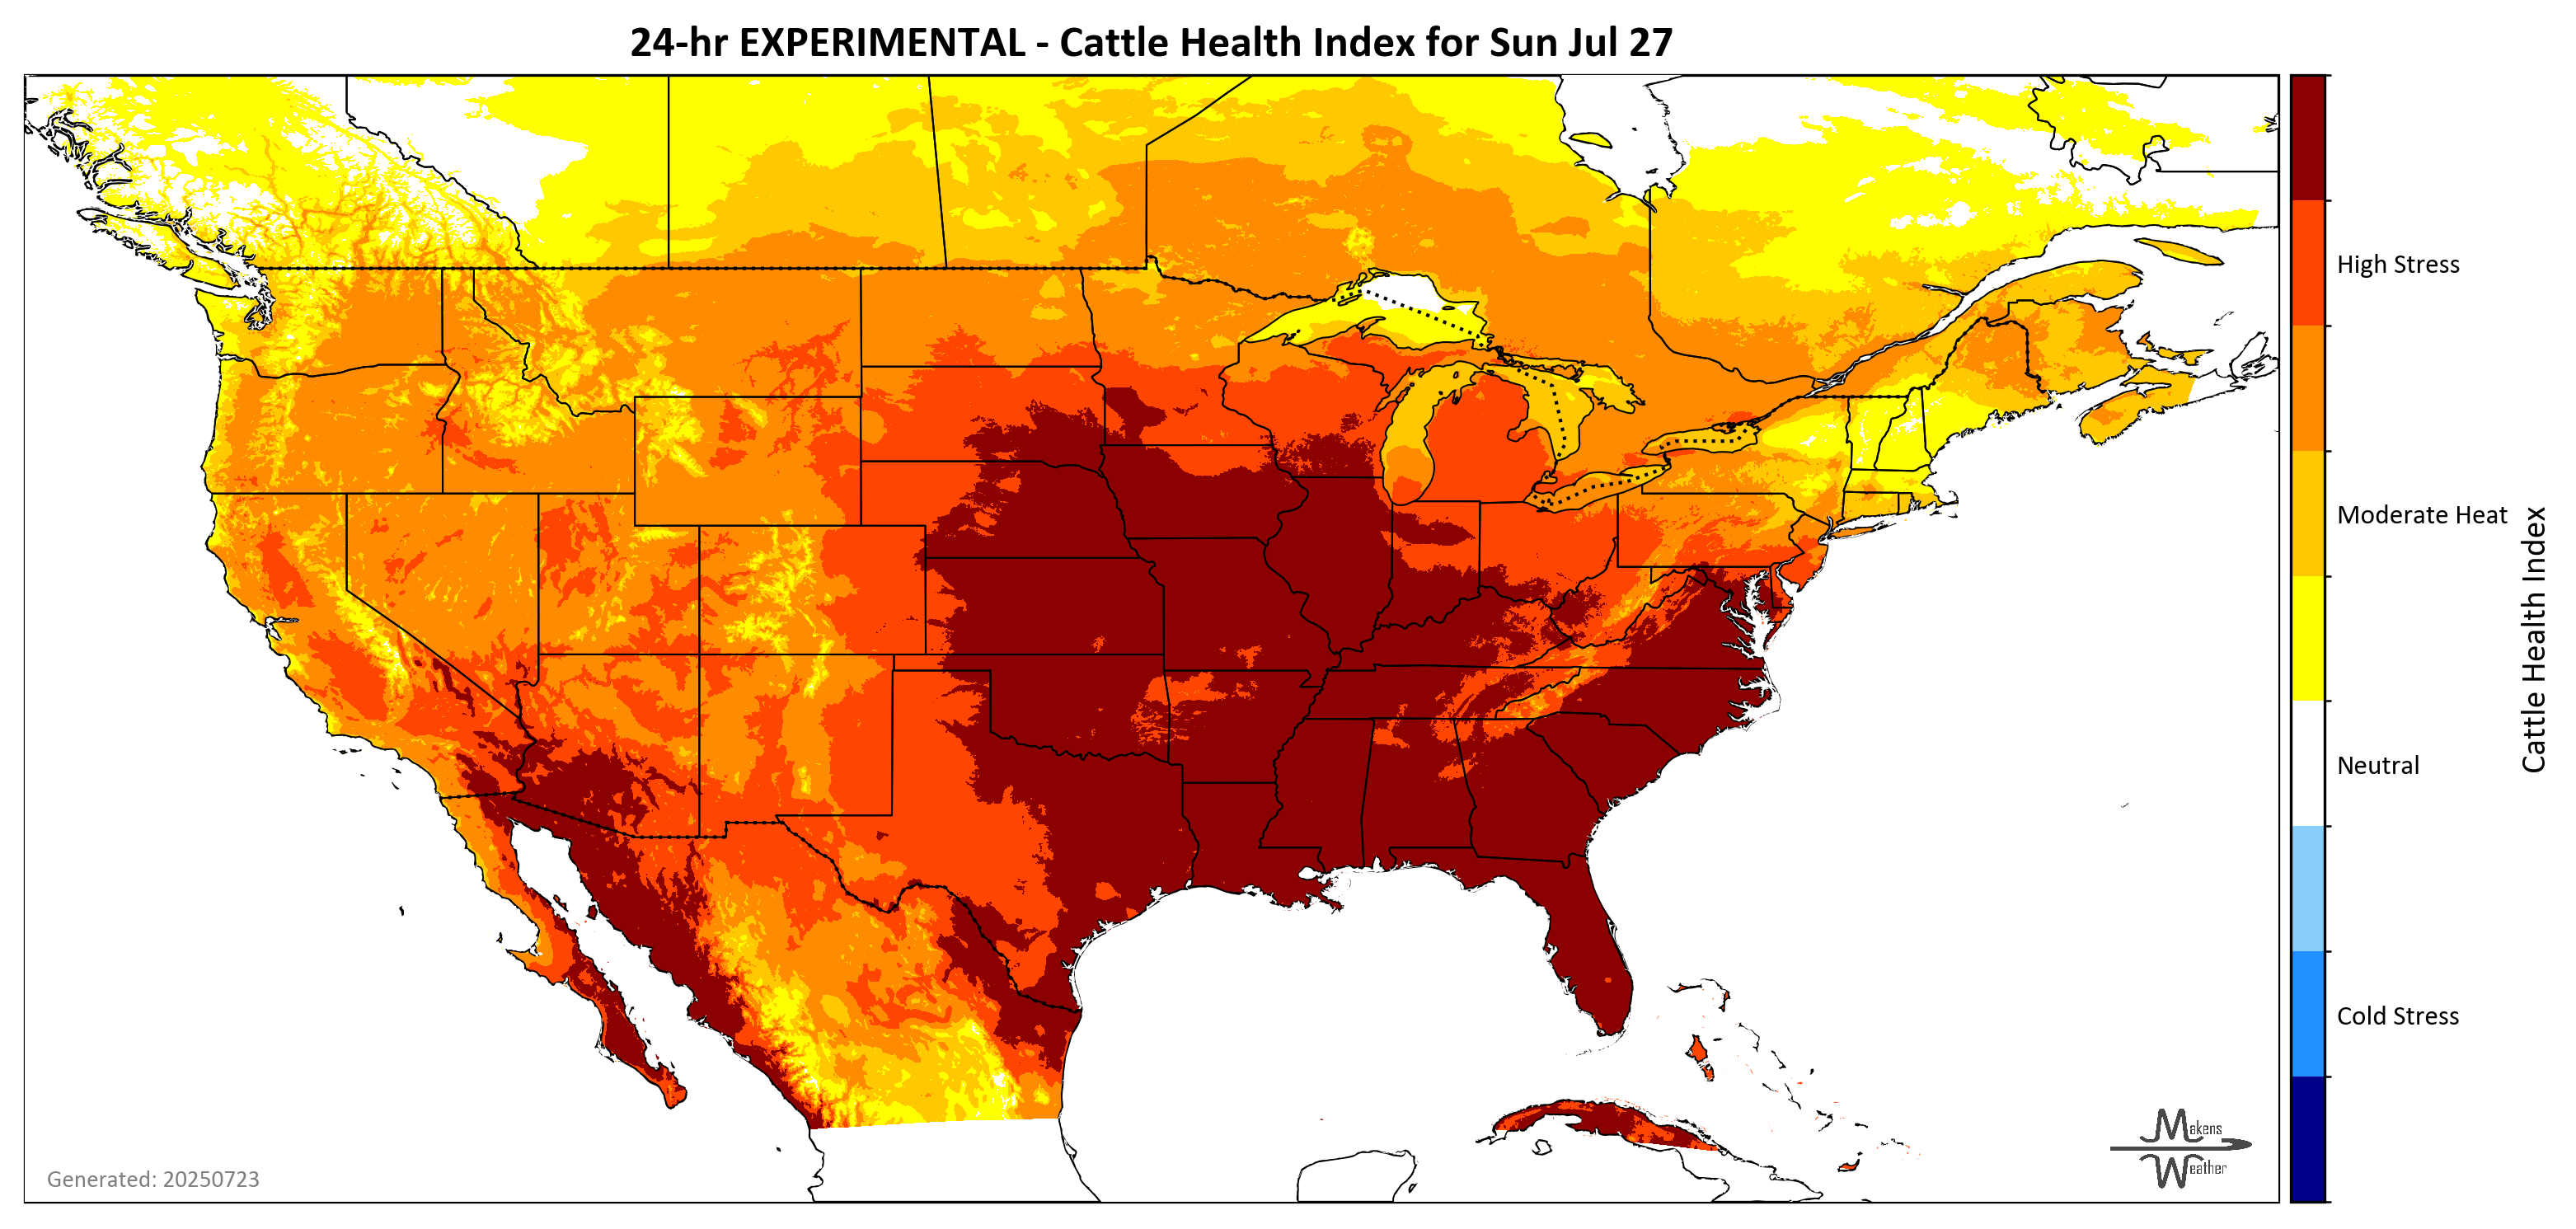 24-hr EXPERIMENTAL - Cattle Health Index for Sun Jul 27
High Stress
Moderate Heat
Neutral
Cold Stress
Cattle Health Index
Makens
Weather
Generated: 20250723